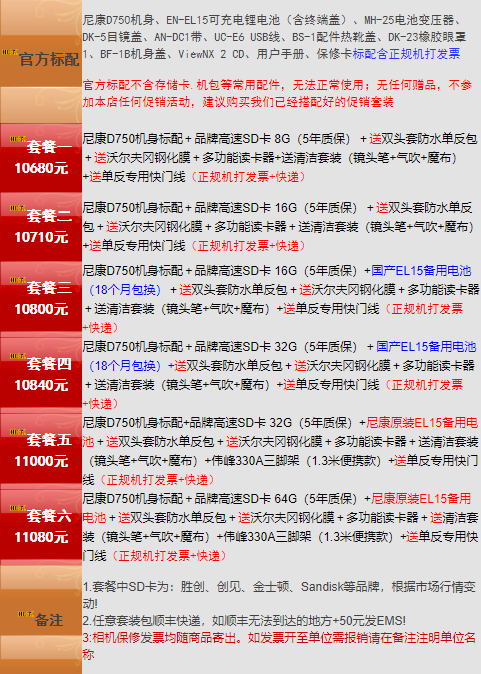 尼康D750机身、EN-EL15可充电锂电池（含终端盖）、MH-25电池变压器、
DK-5目镜盖、AN-DC1带、UC-E6 USB线、BS-1配件热靴盖、DK-23橡胶眼罩
1、BF-1B机身盖、ViewNX 2 CD、用户手册、保修卡标配含正规机打发票
官方标配
官方标配不含存储卡.机包等常用配件，无法正常使用；无任何赠品，不参
加本店任何促销活动，建议购买我们已经搭配好的促销套装
套餐一
10680元
尼康D750机身标配＋品牌高速SD卡 8G（5年质保）＋送双头套防水单反包
＋送沃尔夫冈钢化膜＋多功能读卡器+送清洁套装（镜头笔+气吹+魔布）
+送单反专用快门线（正规机打发票+快递）
套餐二
10710元
尼康D750机身标配＋品牌高速SD卡 16G（5年质保）＋送双头套防水单反
包＋送沃尔夫冈钢化膜＋多功能读卡器＋送清洁套装（镜头笔+气吹+魔布）
+送单反专用快门线（正规机打发票+快递）
套餐三
10800元
尼康D750机身标配＋品牌高速SD卡 16G（5年质保）+国产EL15备用电池
（18个月包换）＋送双头套防水单反包＋送沃尔夫冈钢化膜＋多功能读卡器
＋送清洁套装（镜头笔+气吹+魔布）+送单反专用快门线（正规机打发票
+快递）
套餐四
10840元
尼康D750机身标配＋品牌高速SD卡 32G（5年质保）＋国产EL15备用电池
（18个月包换）+送双头套防水单反包＋送沃尔夫冈钢化膜＋多功能读卡器
＋送清洁套装（镜头笔+气吹+魔布）+送单反专用快门线（正规机打发票
+快递）
套餐五
11000元
尼康D750机身标配+品牌高速SD卡 32G（5年质保）+尼康原装EL15备用电
池＋送双头套防水单反包＋送沃尔夫冈钢化膜＋多功能读卡器＋送清洁套装
（镜头笔+气吹+魔布）+伟峰330A三脚架（1.3米便携款）+送单反专用快门
线（正规机打发票+快递）
套餐六
11080元
尼康D750机身标配＋品牌高速SD卡 64G（5年质保）+尼康原装EL15备用
电池＋送双头套防水单反包＋送沃尔夫冈钢化膜＋多功能读卡器＋送清洁套
装（镜头笔+气吹+魔布）+伟峰330A三脚架（1.3米便携款）+送单反专用
快门线（正规机打发票+快递）
备注
1.套餐中SD卡为：胜创、创见、金士顿、Sandisk等品牌，根据市场行情变
动!
2.任意套装包顺丰快递，如顺丰无法到达的地方+50元发EMS!
3:相机保修发票均随商品寄出。如发票开至单位需报销请在备注注明单位名
称